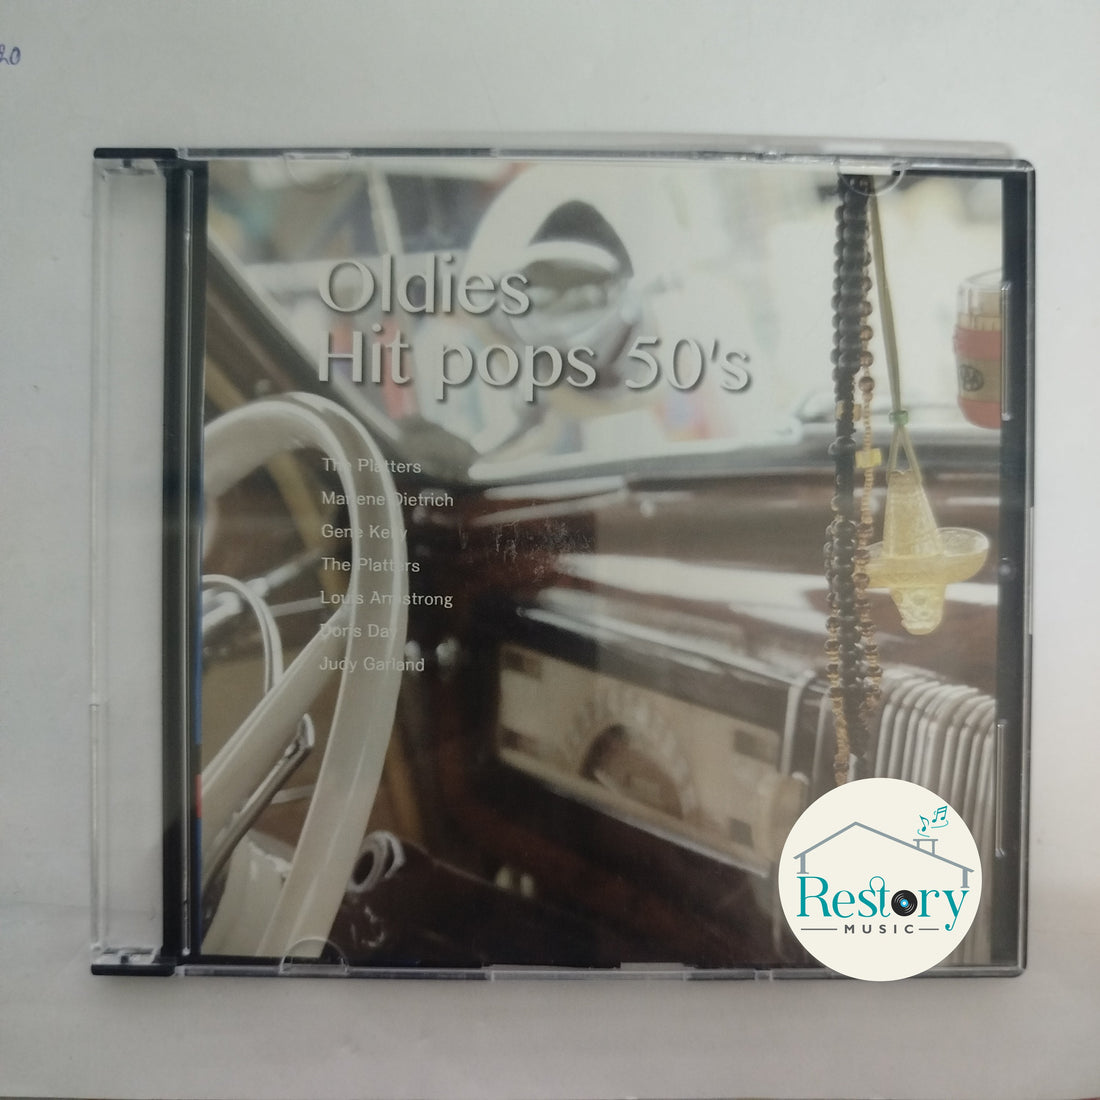 20
Oldies
Hit pops 50's
The Platters
Marlene Dietrich
Gene Kelly
The Platters
Louis Armstrong
Doris Day
Judy Garland
Restory
MUSIC